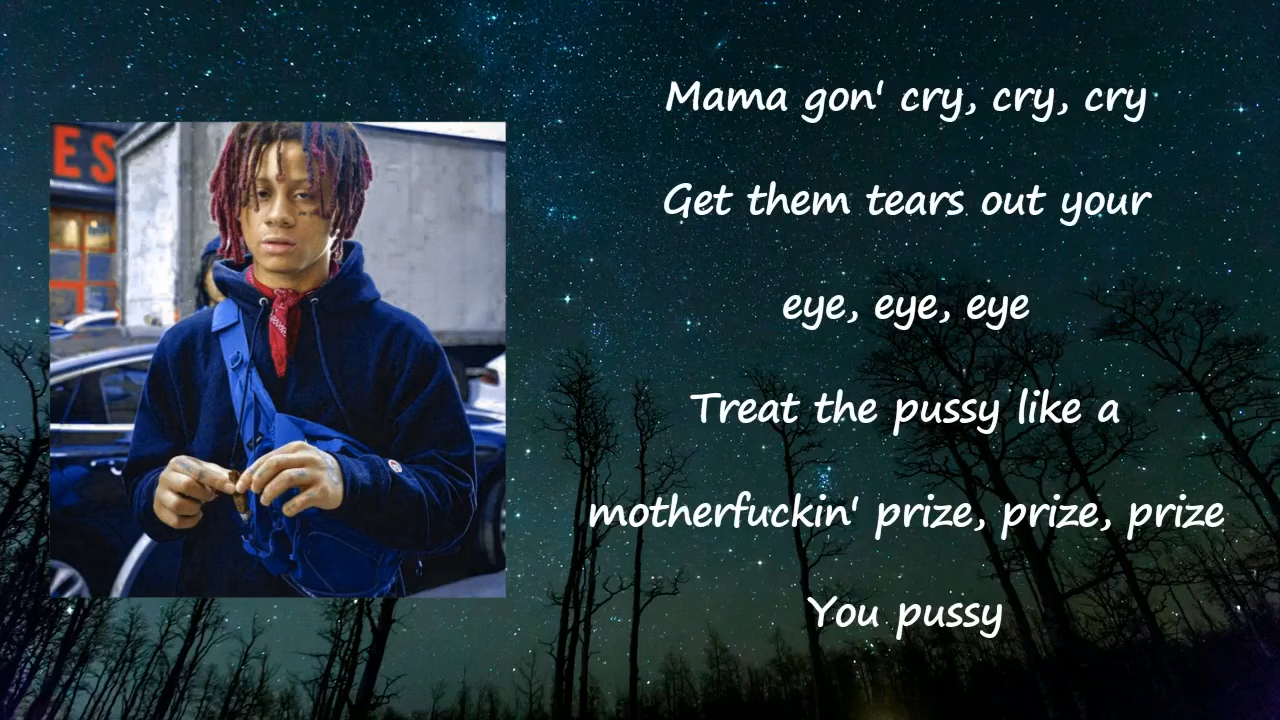 ES
Mama gon' cry, cry, cry
Get them tears out your
eye, eye, eye
Treat the pussy like a
motherfuckin' prize, prize, prize
You pussy